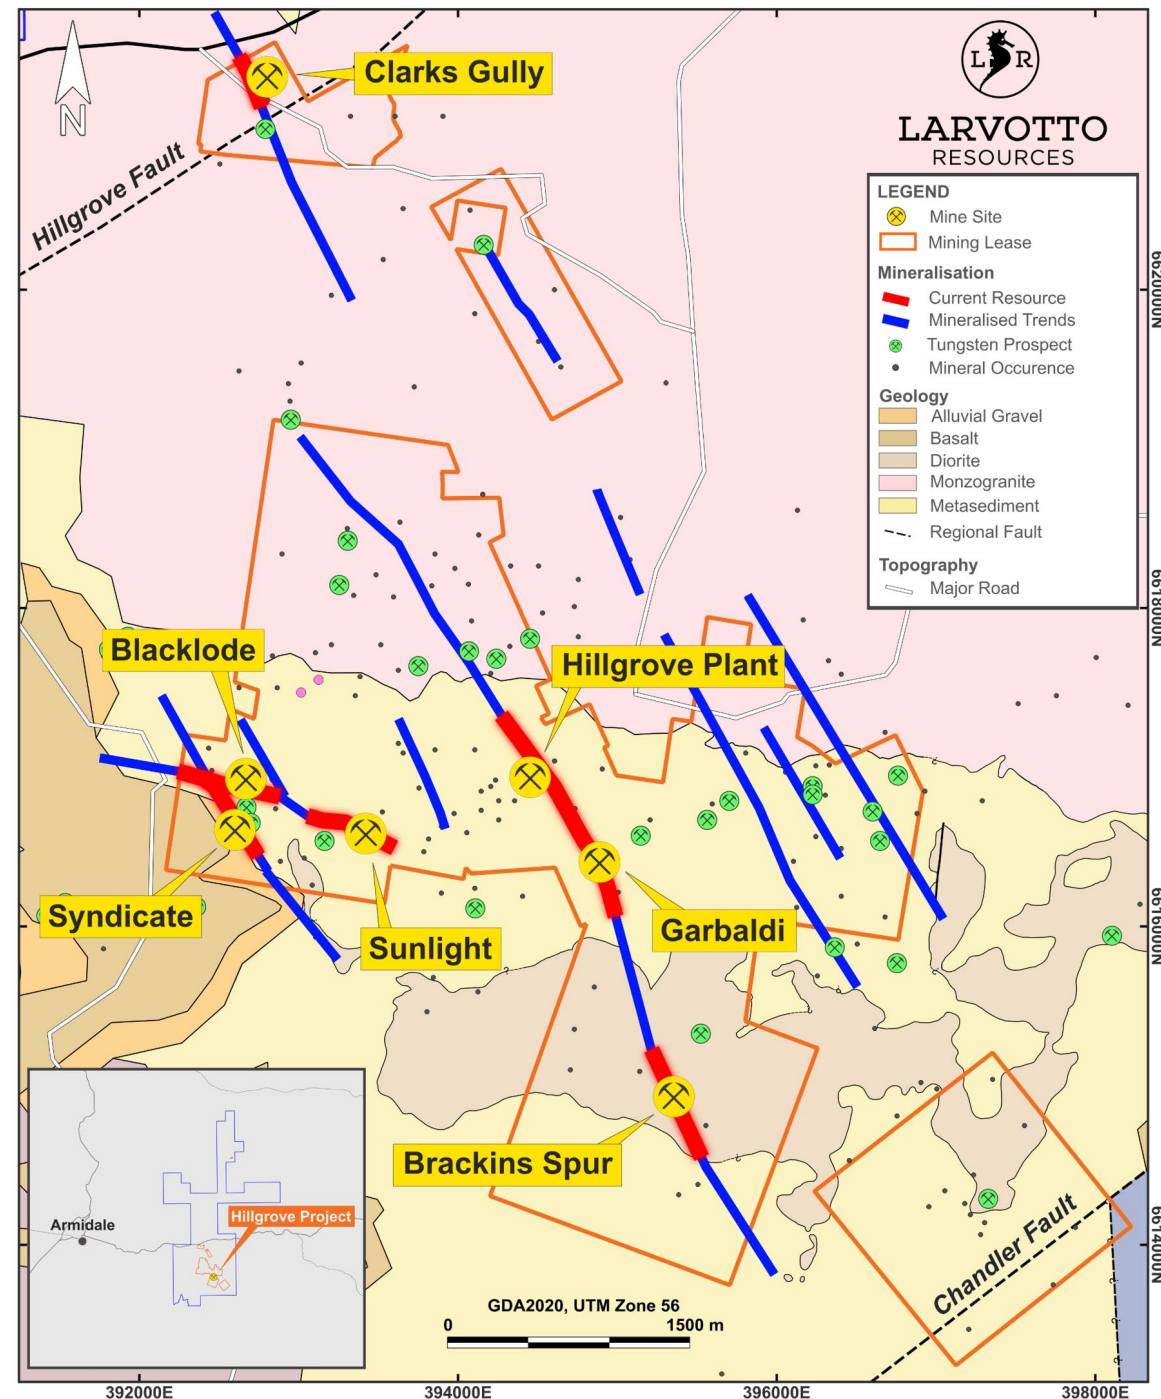 Clarks Gully
N
Hillgrove Fault
L R
LARVOTTO
RESOURCES
LEGEND
Mine Site
Mining Lease
Mineralisation
Current Resource
Mineralised Trends
Tungsten Prospect
Mineral Occurence
Geology
Alluvial Gravel
Basalt
Diorite
Monzogranite
Metasediment
Regional Fault
Topography
Major Road
6620000N
6618000N
6616000N
6614000N
Blacklode
Hillgrove Plant
Syndicate
Sunlight
Garbaldi
Brackins Spur
Chandler Fault
?
?
?
?
?
?
Armidale
Hillgrove Project
GDA2020, UTM Zone 56
0 1500 m
392000E 394000E 396000E 398000E